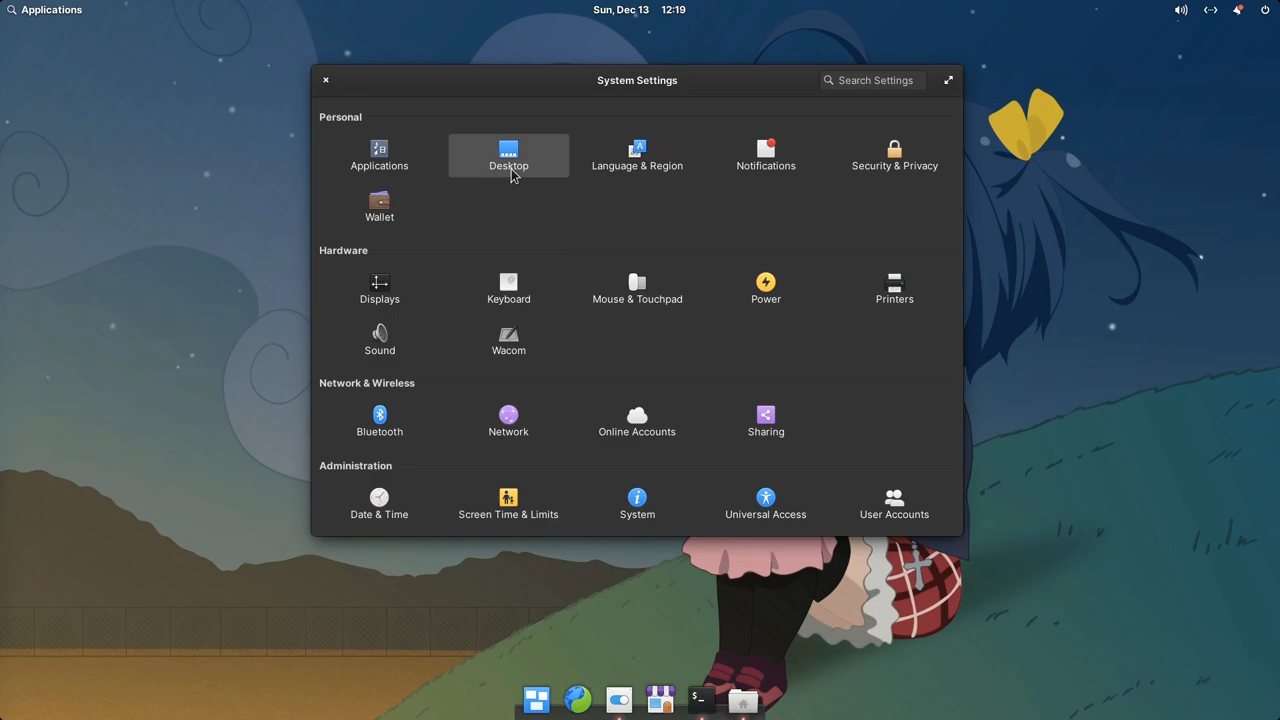 Applications
Sun, Dec 13 12:19
System Settings
Search Settings
Personal
Applications
Desktop
Language & Region
Notifications
Security & Privacy
Wallet
Hardware
Displays
Keyboard
Mouse & Touchpad
Power
Printers
Sound
Wacom
Network & Wireless
Bluetooth
Network
Online Accounts
Sharing
Administration
Date & Time
Screen Time & Limits
System
Universal Access
User Accounts